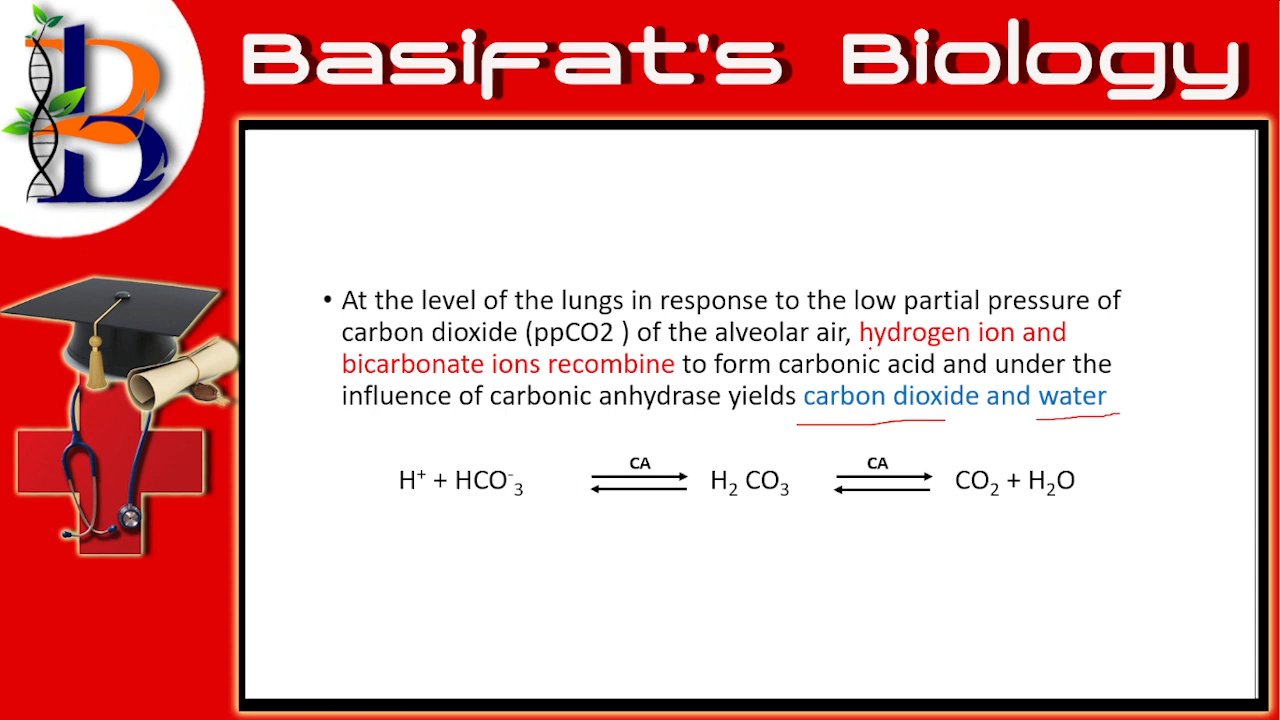 Basifat's Biology
• At the level of the lungs in response to the low partial pressure of
carbon dioxide (ppCO2 ) of the alveolar air, hydrogen ion and
bicarbonate ions recombine to form carbonic acid and under the
influence of carbonic anhydrase yields carbon dioxide and water
CA CA
H⁺ + HCO⁻₃ ⇌ H₂ CO₃ ⇌ CO₂ + H₂O